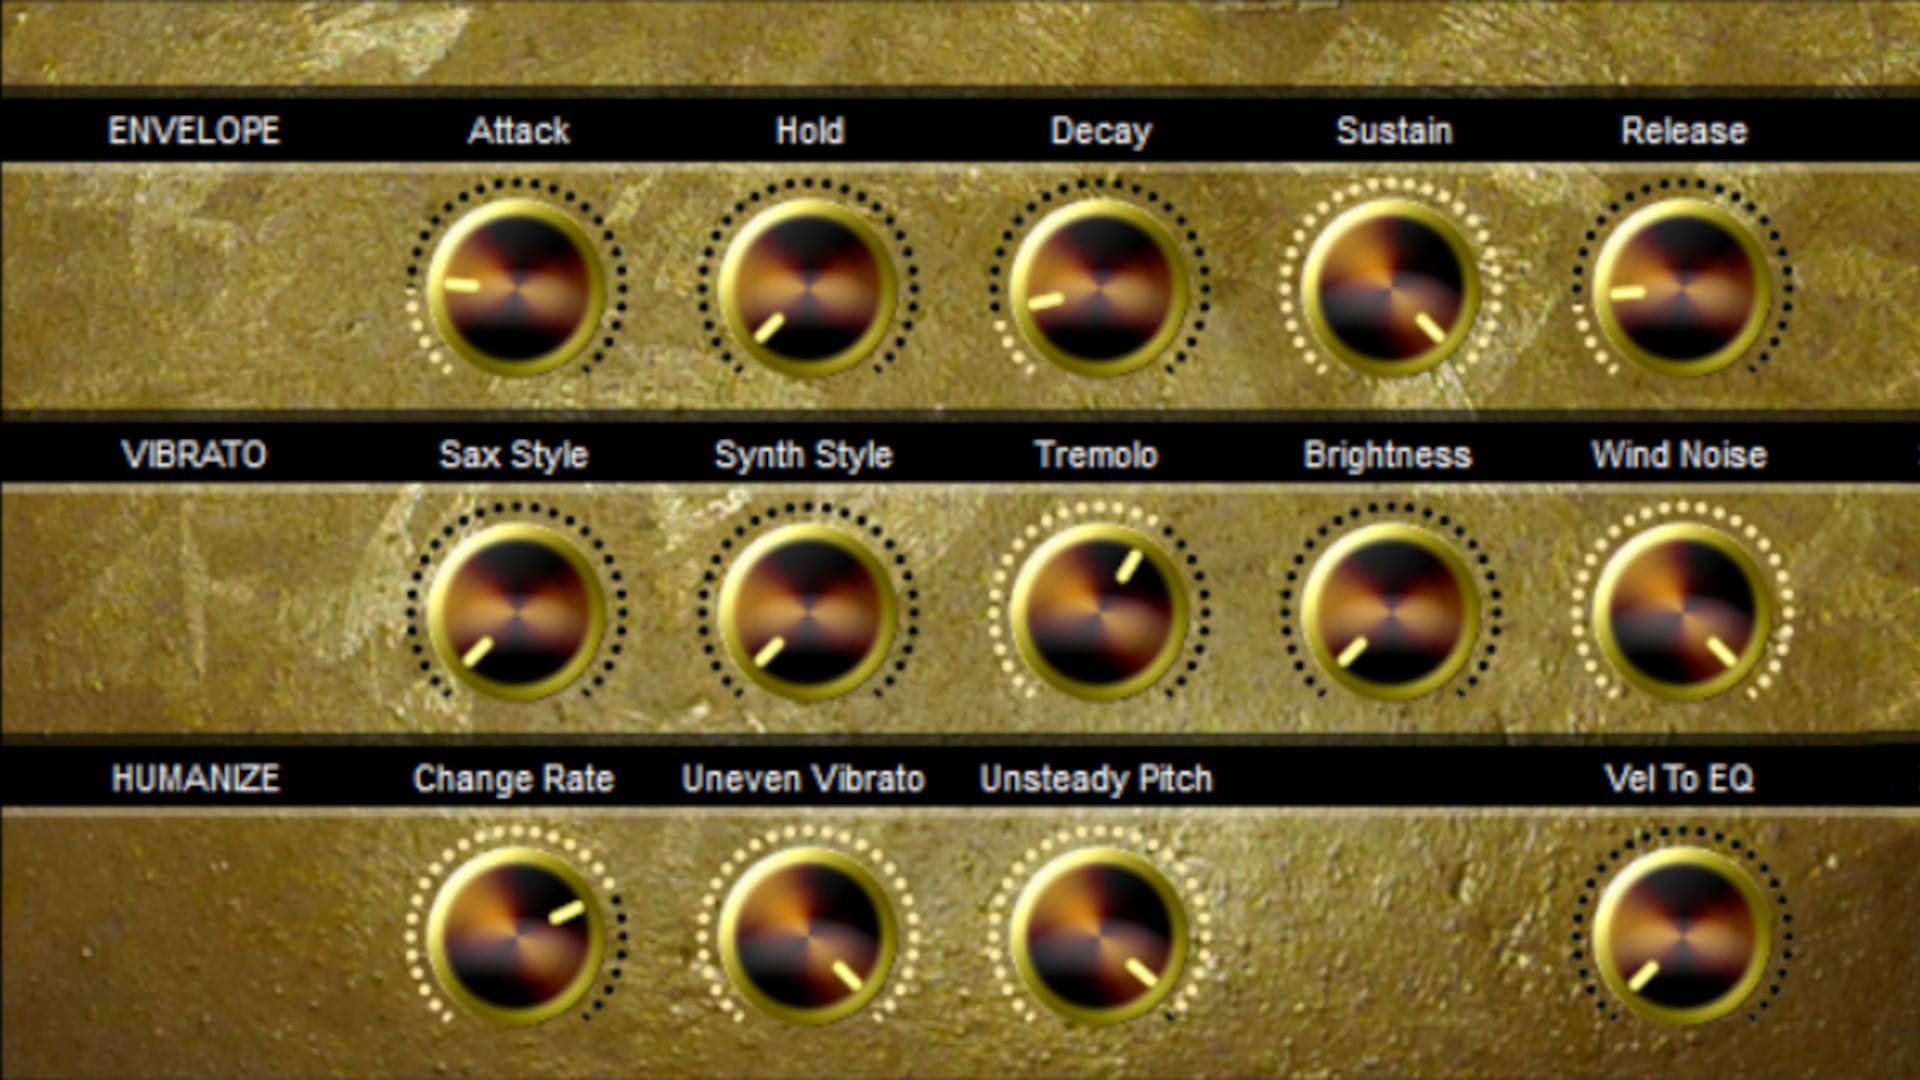 ENVELOPE Attack Hold Decay Sustain Release
VIBRATO Sax Style Synth Style Tremolo Brightness Wind Noise
HUMANIZE Change Rate Uneven Vibrato Unsteady Pitch Vel To EQ